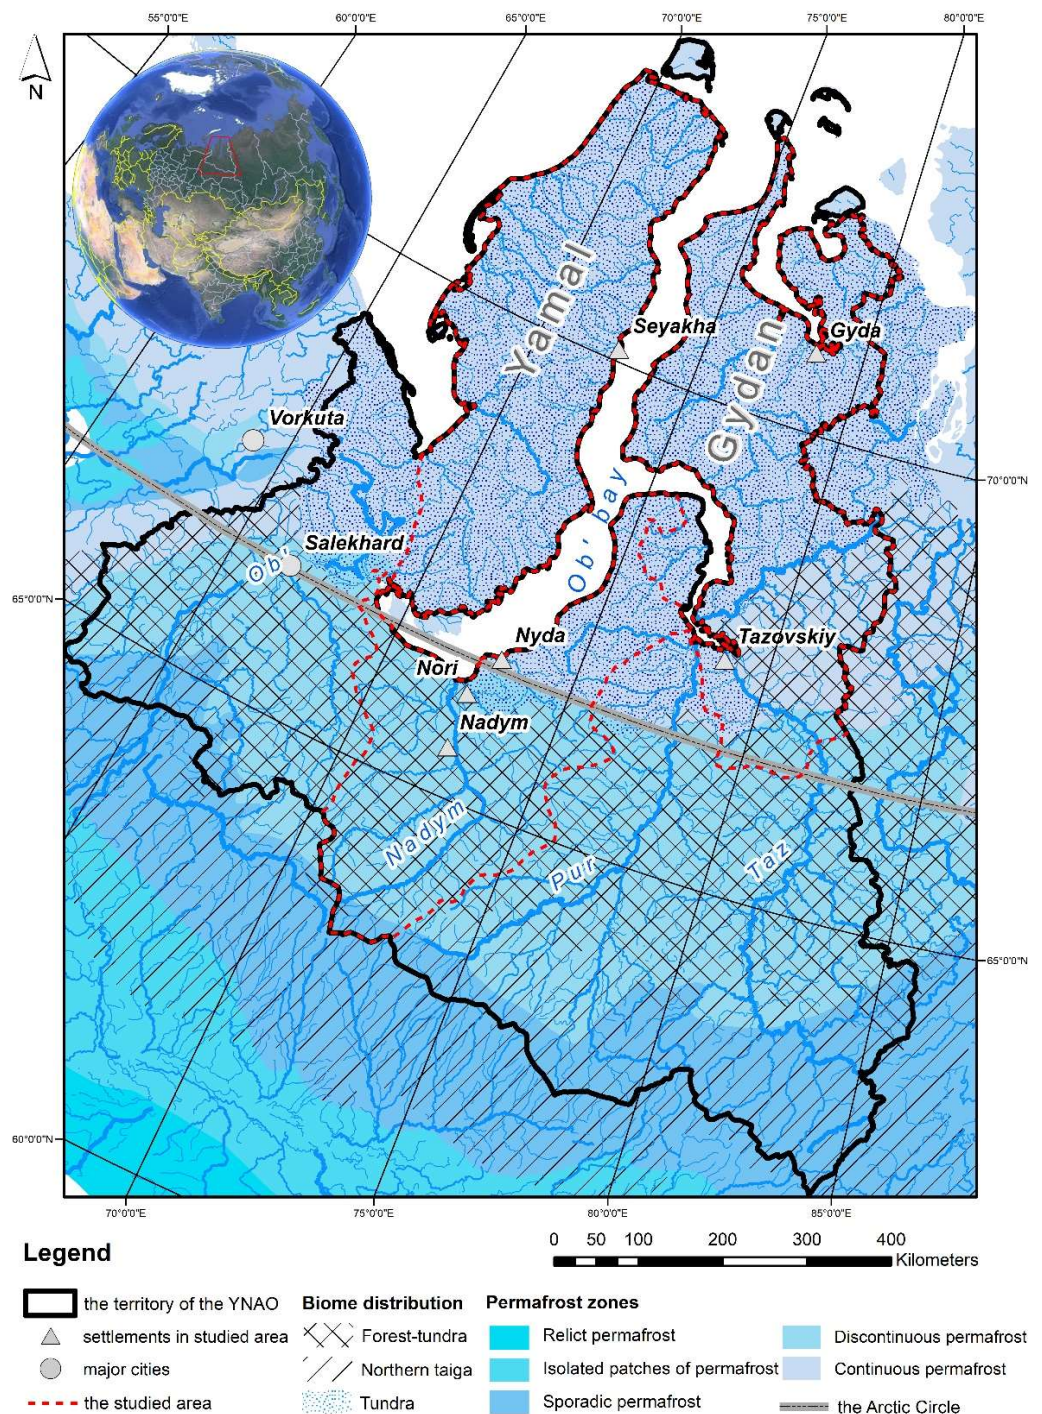 55°0'0"E 60°0'0"E 65°0'0"E 70°0'0"E 75°0'0"E 80°0'0"E
N
Yamal
Seyakha
Gyda
Gydan
Vorkuta
70°0'0"N
Ob' bay
Salekhard
Ob'
65°0'0"N
Nyda
Tazovskiy
Nori
Nadym
Nadym
Pur
Taz
65°0'0"N
60°0'0"N
70°0'0"E 75°0'0"E 80°0'0"E 85°0'0"E
Legend
0 50 100 200 300 400
Kilometers
the territory of the YNAO
settlements in studied area
major cities
the studied area
Biome distribution
Forest-tundra
Northern taiga
Tundra
Permafrost zones
Relict permafrost
Isolated patches of permafrost
Sporadic permafrost
Discontinuous permafrost
Continuous permafrost
the Arctic Circle